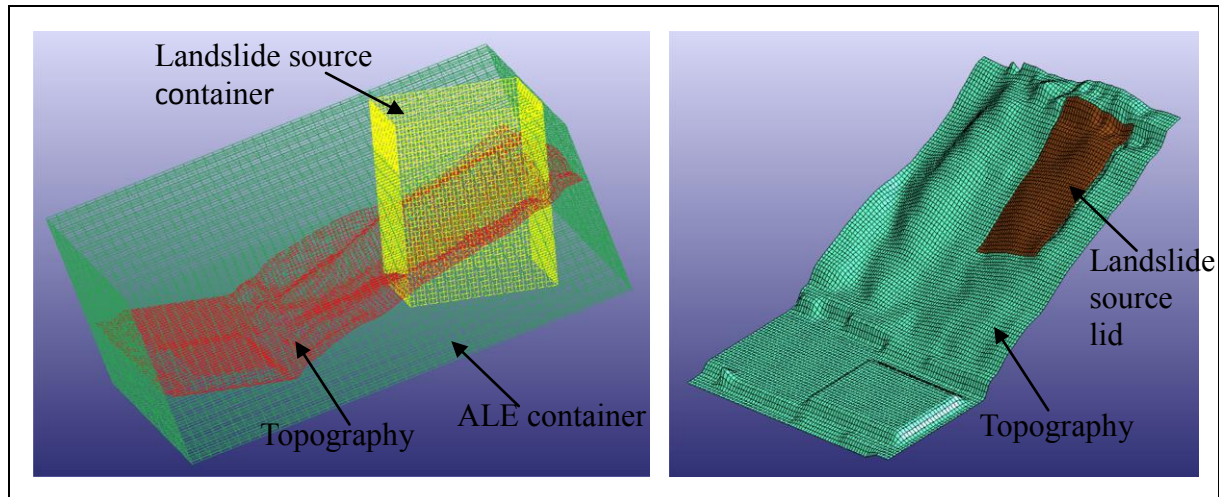 Landslide source
container
Topography
ALE container
Landslide
source
lid
Topography